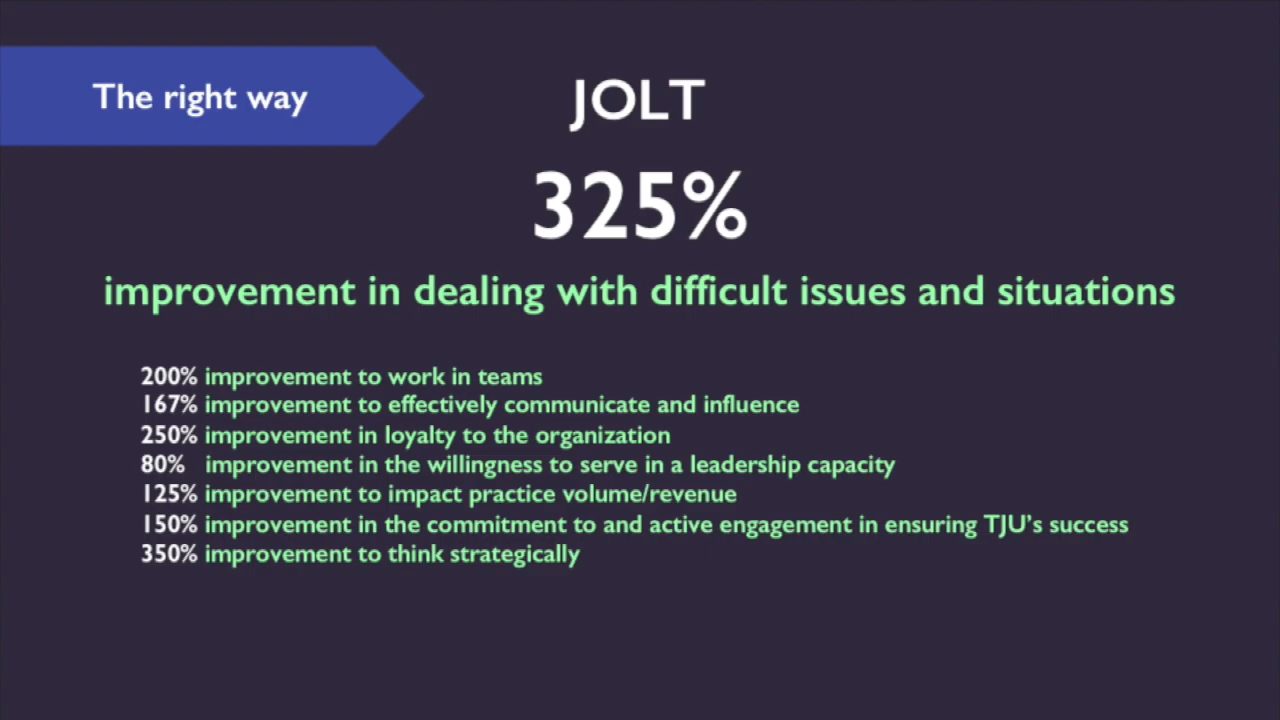 The right way
JOLT
325%
improvement in dealing with difficult issues and situations
200% improvement to work in teams
167% improvement to effectively communicate and influence
250% improvement in loyalty to the organization
80% improvement in the willingness to serve in a leadership capacity
125% improvement to impact practice volume/revenue
150% improvement in the commitment to and active engagement in ensuring TJU’s success
350% improvement to think strategically